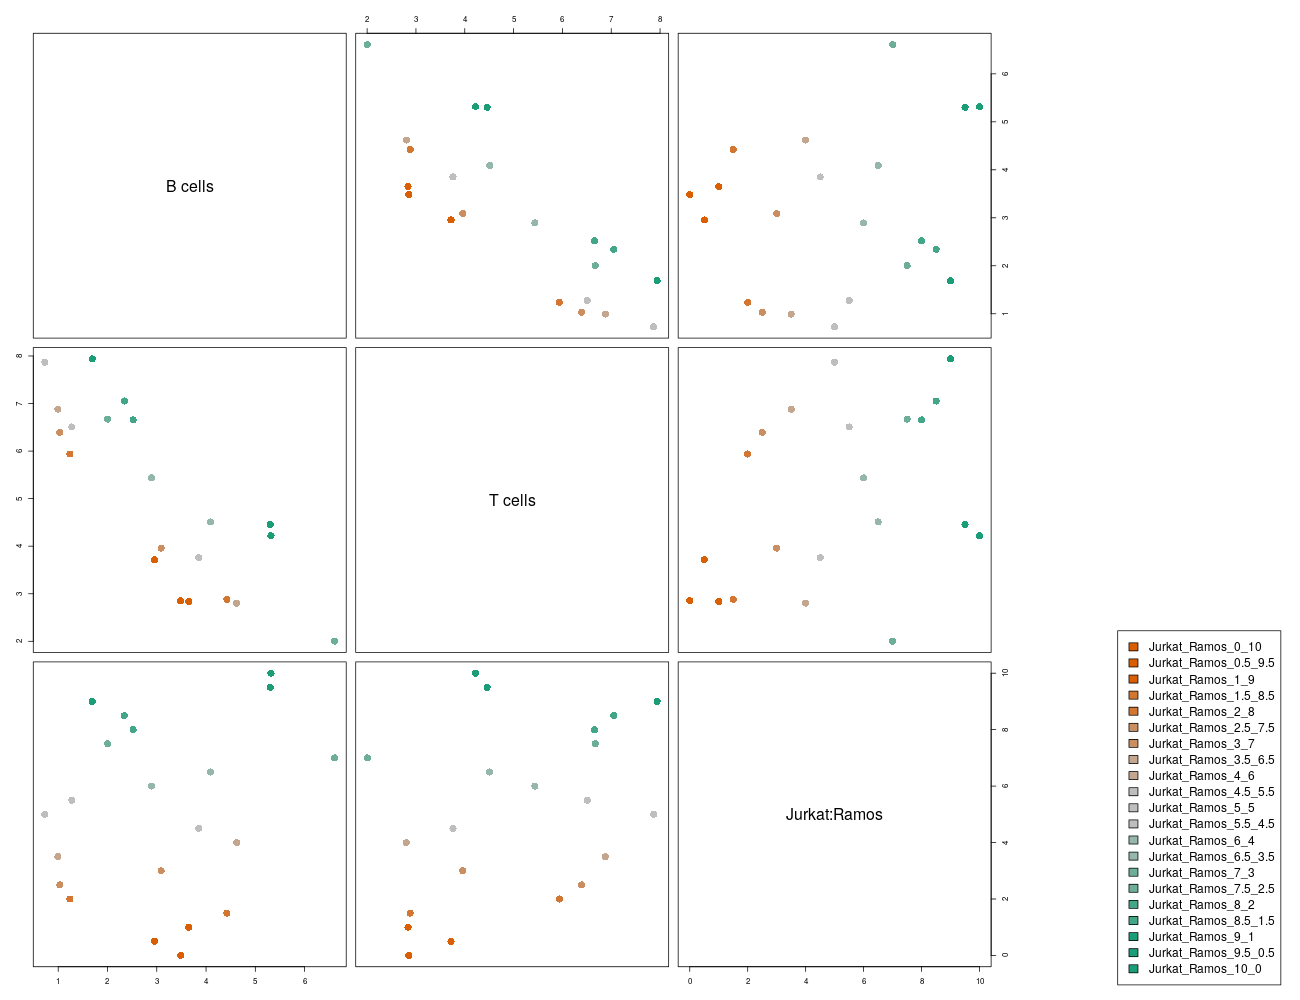 2 3 4 5 6 7 8
B cells
6
5
4
3
2
1
8
7
6
5
4
3
2
T cells
Jurkat:Ramos
10
8
6
4
2
0
1 2 3 4 5 6
0 2 4 6 8 10
Jurkat_Ramos_0_10
Jurkat_Ramos_0.5_9.5
Jurkat_Ramos_1_9
Jurkat_Ramos_1.5_8.5
Jurkat_Ramos_2_8
Jurkat_Ramos_2.5_7.5
Jurkat_Ramos_3_7
Jurkat_Ramos_3.5_6.5
Jurkat_Ramos_4_6
Jurkat_Ramos_4.5_5.5
Jurkat_Ramos_5_5
Jurkat_Ramos_5.5_4.5
Jurkat_Ramos_6_4
Jurkat_Ramos_6.5_3.5
Jurkat_Ramos_7_3
Jurkat_Ramos_7.5_2.5
Jurkat_Ramos_8_2
Jurkat_Ramos_8.5_1.5
Jurkat_Ramos_9_1
Jurkat_Ramos_9.5_0.5
Jurkat_Ramos_10_0